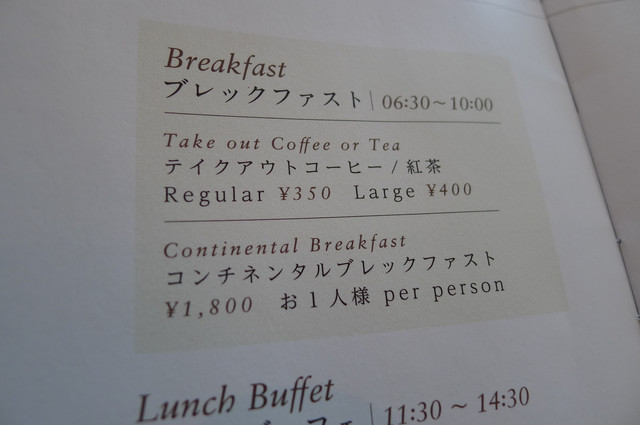 Breakfast
ブレックファスト | 06:30~10:00
Take out Coffee or Tea
テイクアウトコーヒー / 紅茶
Regular ¥350 Large ¥400
Continental Breakfast
コンチネンタルブレックファスト
¥1,800 お1人様 per person
Lunch Buffet
| 11:30 ~ 14:30